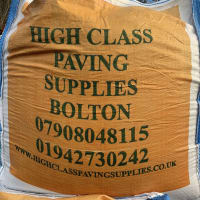 HIGH CLASS
PAVING
SUPPLIES
BOLTON
07908048115
01942730242
WWW.HIGHCLASSPAVINGSUPPLIES.CO.UK